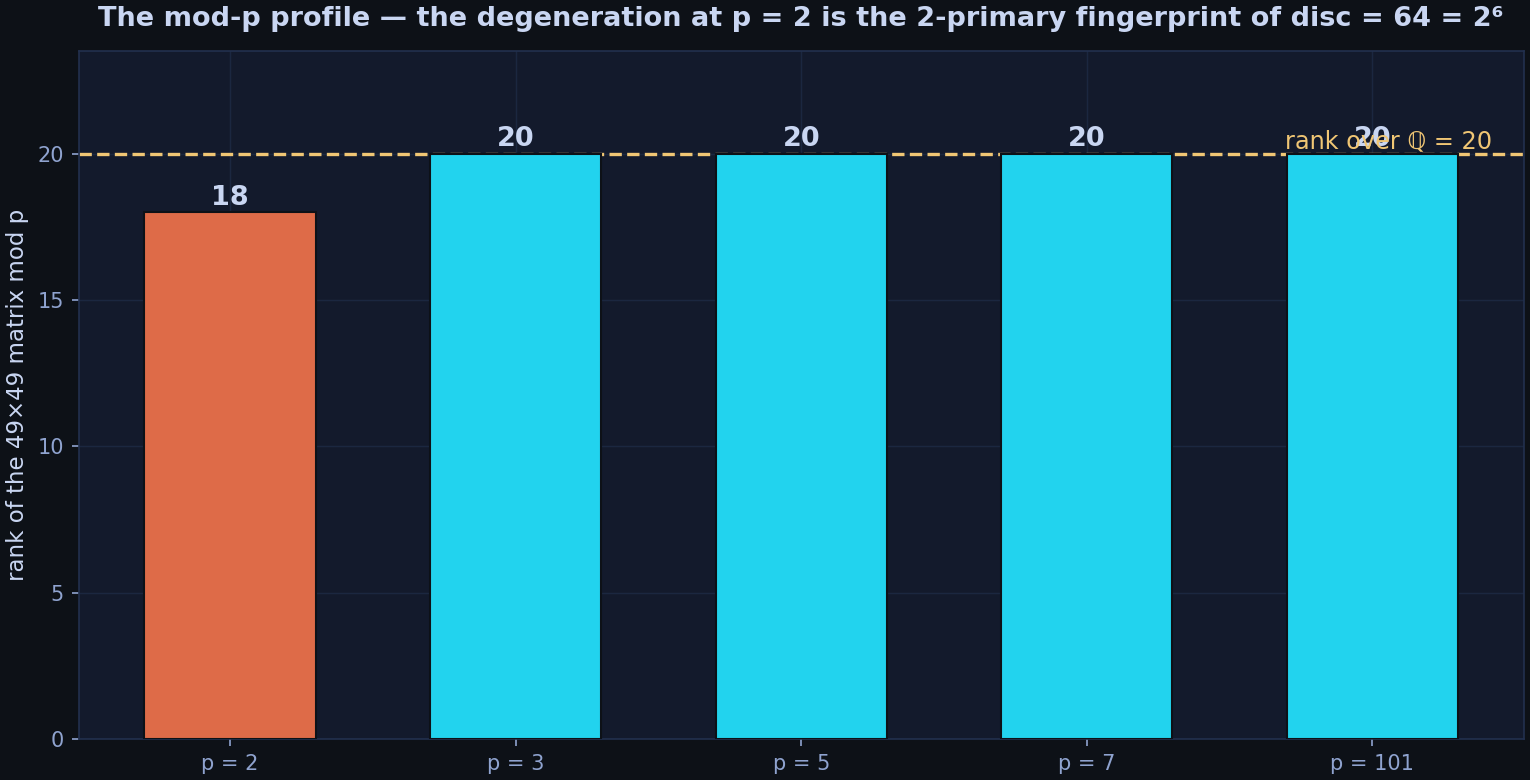 The mod-p profile — the degeneration at p = 2 is the 2-primary fingerprint of disc = 64 = 2⁶
rank of the 49×49 matrix mod p
20
15
10
5
0
18
20
20
20
20
rank over ℚ = 20
p = 2
p = 3
p = 5
p = 7
p = 101